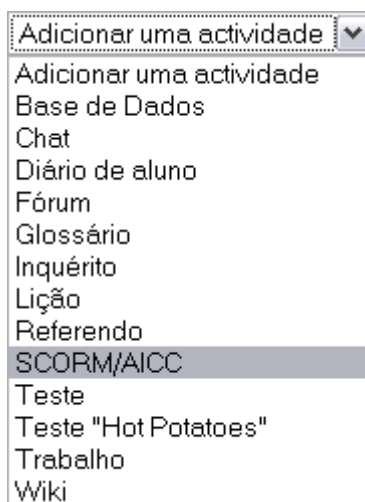 Adicionar uma actividade
Adicionar uma actividade
Base de Dados
Chat
Diário de aluno
Fórum
Glossário
Inquérito
Lição
Referendo
SCORM/AICC
Teste
Teste "Hot Potatoes"
Trabalho
Wiki